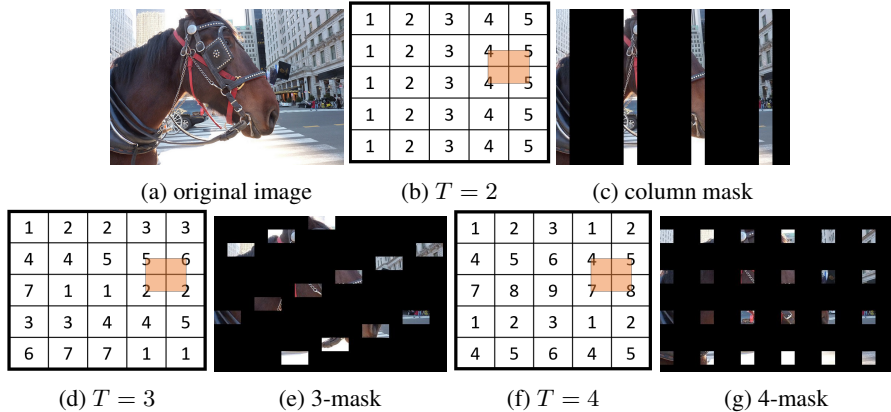 1 2 3 4 5
1 2 3 4 5
1 2 3 4 5
1 2 3 4 5
1 2 3 4 5
(a) original image
(b) T = 2
(c) column mask
1 2 2 3 3
4 4 5 5 6
7 1 1 2 2
3 3 4 4 5
6 7 7 1 1
1 2 3 1 2
4 5 6 4 5
7 8 9 7 8
1 2 3 1 2
4 5 6 4 5
(d) T = 3
(e) 3-mask
(f) T = 4
(g) 4-mask